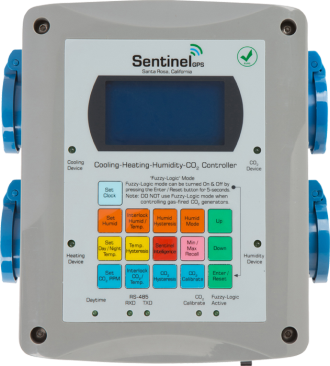 Sentinel GPS
Santa Rosa, California
Cooling Device
Cooling-Heating-Humidity-CO2 Controller
CO2 Device
'Fuzzy-Logic' Mode
Fuzzy-Logic mode can be turned On & Off by
pressing the Enter / Reset button for 5 seconds.
Note: DO NOT use Fuzzy-Logic mode when
controlling gas-fired CO2 generators.
Set Clock
Set Humid
Interlock Humid / Temp.
Humid Hysteresis
Humid Mode
Up
Heating Device
Set Day / Night Temp.
Temp. Hysteresis
Min / Max Recall
Down
Humidity Device
Set CO2 PPM
Interlock CO2 / Temp.
CO2 Hysteresis
CO2 Calibrate
Enter / Reset
Daytime
RS-485
RXD TXD
CO2 Calibrate
Fuzzy-Logic Active